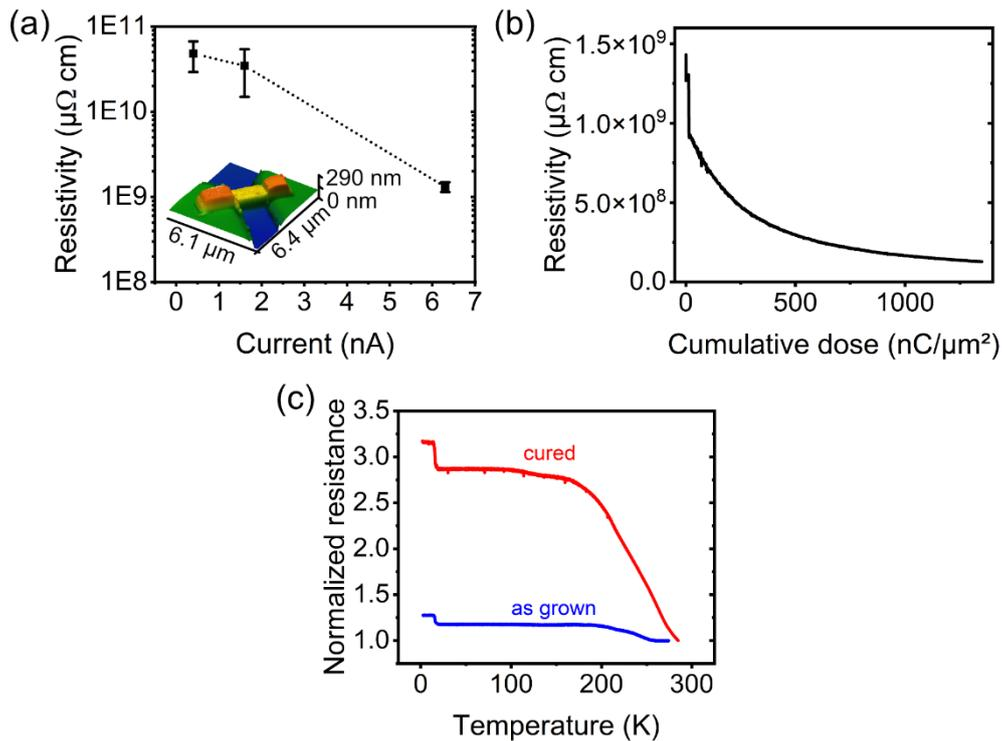 (a)
Resistivity (μΩ cm)
1E11
1E10
1E9
1E8
290 nm
0 nm
6.1 μm
6.4 μm
0 1 2 3 4 5 6 7
Current (nA)
(b)
Resistivity (μΩ cm)
1.5×10⁹
1.0×10⁹
5.0×10⁸
0.0
0 500 1000
Cumulative dose (nC/μm²)
(c)
Normalized resistance
3.5
3.0
2.5
2.0
1.5
1.0
cured
as grown
0 100 200 300
Temperature (K)